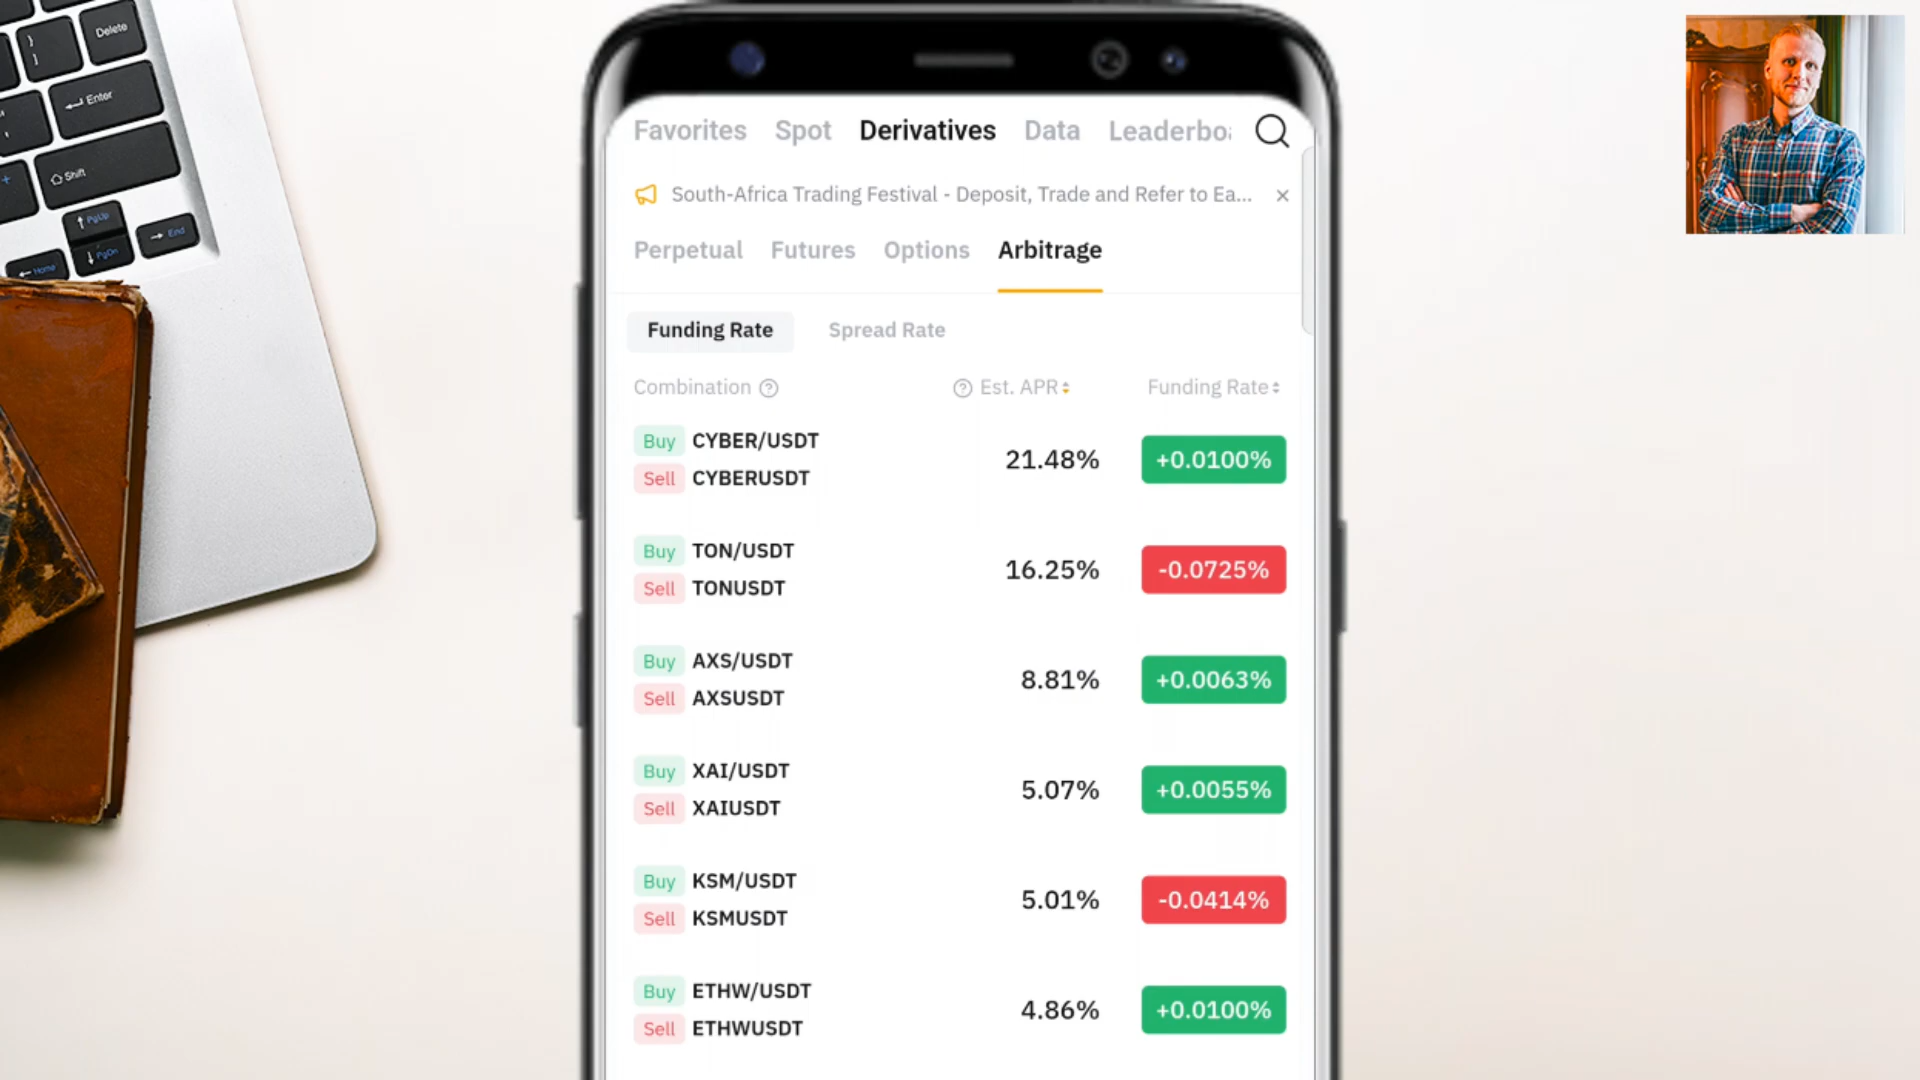 Delete
}
]
Enter
Shift
PgUp
End
PgDn
Home
Favorites Spot Derivatives Data Leaderbo
South-Africa Trading Festival - Deposit, Trade and Refer to Ea... ×
Perpetual Futures Options Arbitrage
Funding Rate Spread Rate
Combination ? ? Est. APR Funding Rate
Buy CYBER/USDT
Sell CYBERUSDT
21.48% +0.0100%
Buy TON/USDT
Sell TONUSDT
16.25% -0.0725%
Buy AXS/USDT
Sell AXSUSDT
8.81% +0.0063%
Buy XAI/USDT
Sell XAIUSDT
5.07% +0.0055%
Buy KSM/USDT
Sell KSMUSDT
5.01% -0.0414%
Buy ETHW/USDT
Sell ETHWUSDT
4.86% +0.0100%